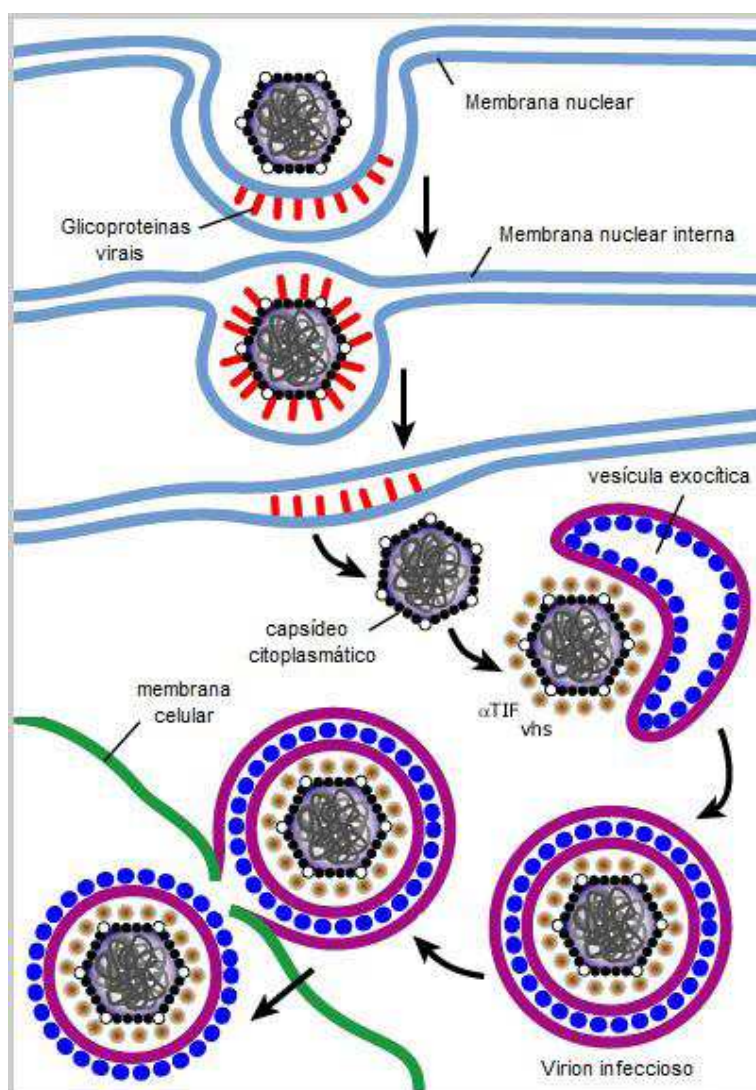 Membrana nuclear
Glicoproteinas
virais
Membrana nuclear interna
vesícula exocítica
capsídeo
citoplasmático
αTIF
vhs
membrana
celular
Virion infeccioso